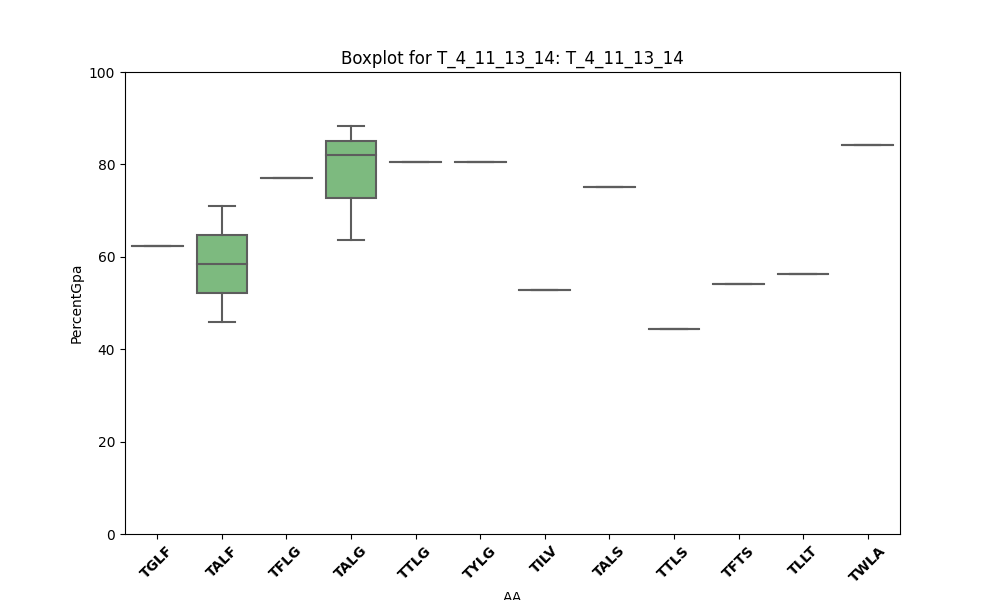 Boxplot for T_4_11_13_14: T_4_11_13_14
PercentGpa
100
80
60
40
20
0
TGLF TALF TFLG TALG TTLG TYLG TILV TALS TTLS TFTS TLLT TWLA
AA